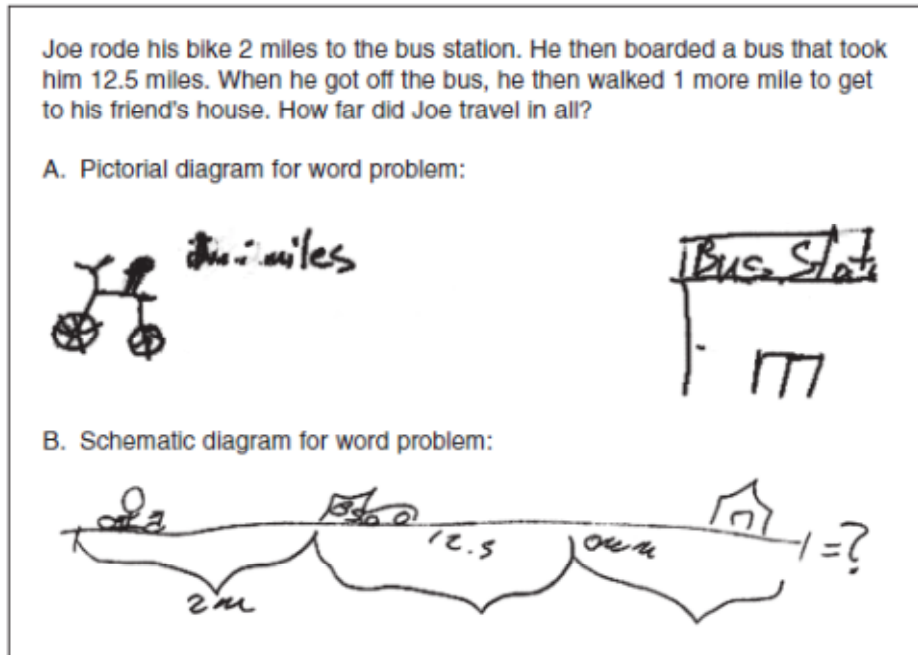 Joe rode his bike 2 miles to the bus station. He then boarded a bus that took
him 12.5 miles. When he got off the bus, he then walked 1 more mile to get
to his friend's house. How far did Joe travel in all?
A. Pictorial diagram for word problem:
miles
Bus Stat
B. Schematic diagram for word problem:
12.5
=?
2m